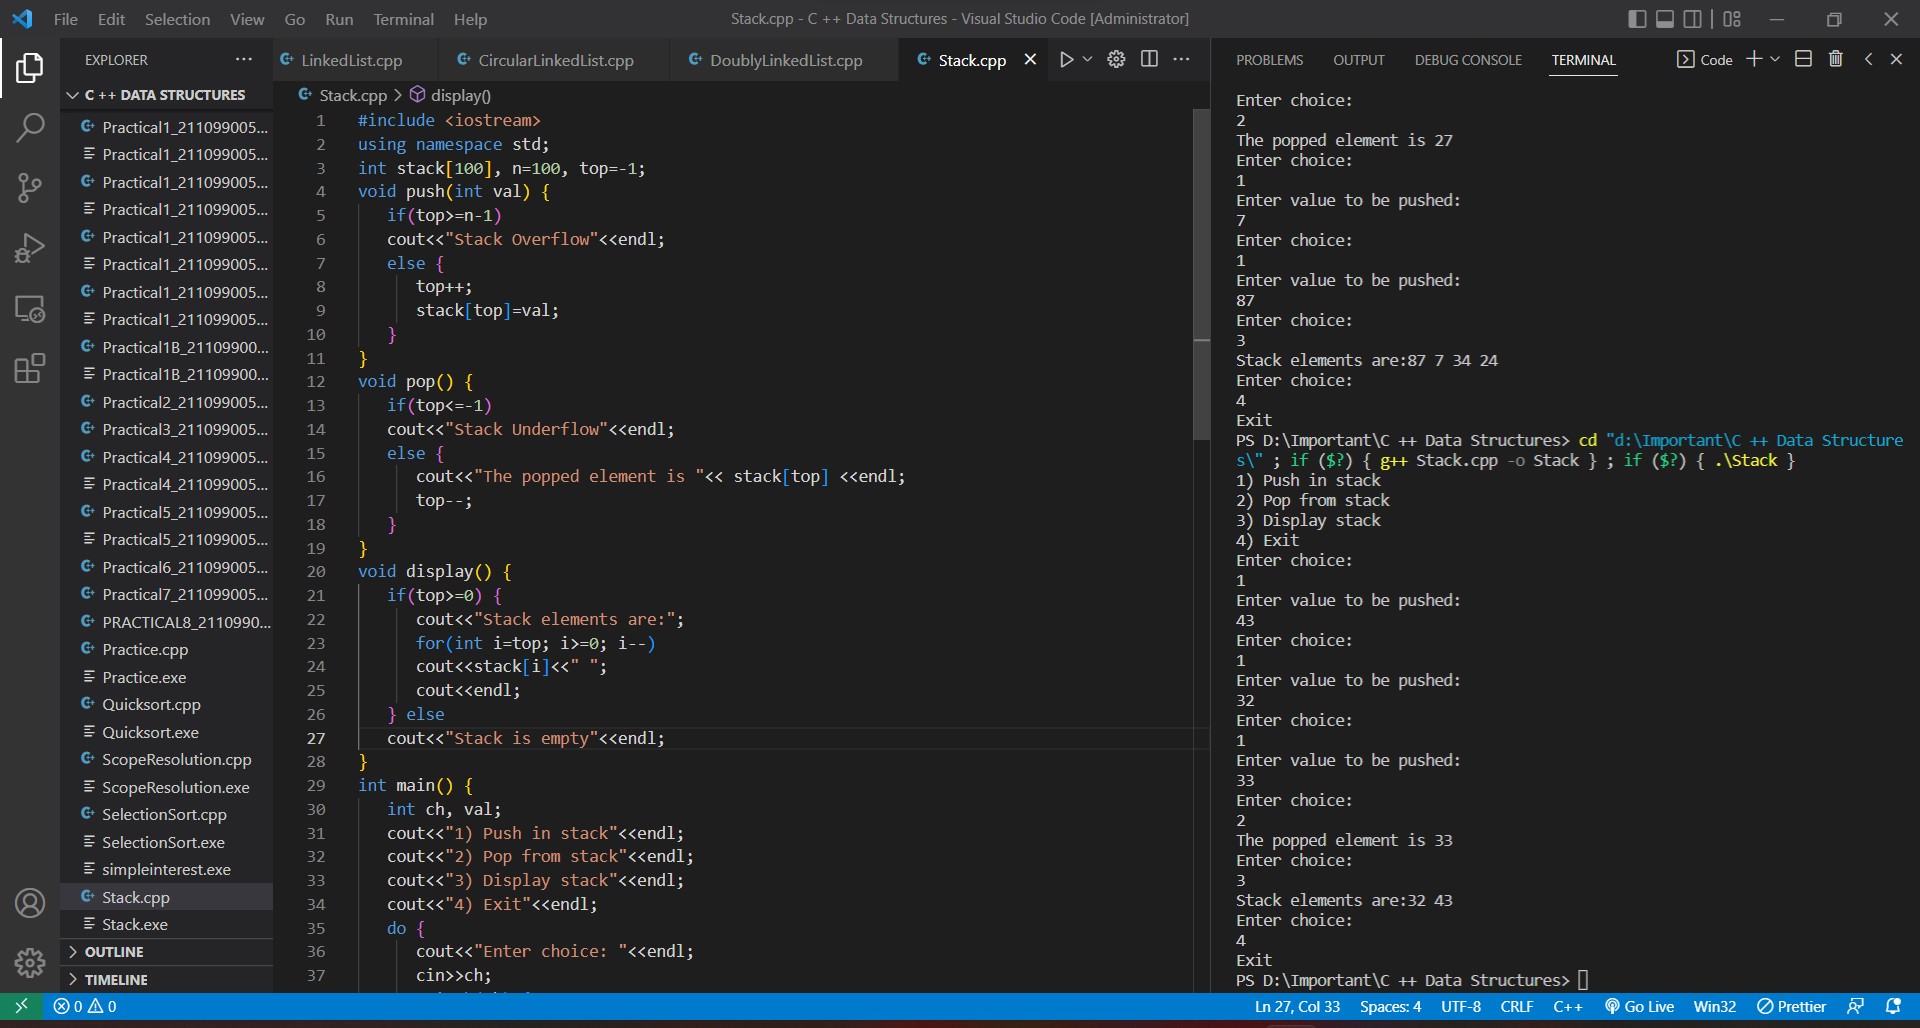 File Edit Selection View Go Run Terminal Help
Stack.cpp - C ++ Data Structures - Visual Studio Code [Administrator]
EXPLORER ···
C ++ DATA STRUCTURES
Practical1_211099005...
Practical1_211099005...
Practical1_211099005...
Practical1_211099005...
Practical1_211099005...
Practical1_211099005...
Practical1_211099005...
Practical1_211099005...
Practical1B_21109900...
Practical1B_21109900...
Practical2_211099005...
Practical3_211099005...
Practical4_211099005...
Practical4_211099005...
Practical5_211099005...
Practical5_211099005...
Practical6_211099005...
Practical7_211099005...
PRACTICAL8_2110990...
Practice.cpp
Practice.exe
Quicksort.cpp
Quicksort.exe
ScopeResolution.cpp
ScopeResolution.exe
SelectionSort.cpp
SelectionSort.exe
simpleinterest.exe
Stack.cpp
Stack.exe
OUTLINE
TIMELINE
LinkedList.cpp CircularLinkedList.cpp DoublyLinkedList.cpp Stack.cpp
Stack.cpp > display()
1 #include <iostream>
2 using namespace std;
3 int stack[100], n=100, top=-1;
4 void push(int val) {
5 if(top>=n-1)
6 cout<<"Stack Overflow"<<endl;
7 else {
8 top++;
9 stack[top]=val;
10 }
11 }
12 void pop() {
13 if(top<=-1)
14 cout<<"Stack Underflow"<<endl;
15 else {
16 cout<<"The popped element is "<< stack[top] <<endl;
17 top--;
18 }
19 }
20 void display() {
21 if(top>=0) {
22 cout<<"Stack elements are:";
23 for(int i=top; i>=0; i--)
24 cout<<stack[i]<<" ";
25 cout<<endl;
26 } else
27 cout<<"Stack is empty"<<endl;
28 }
29 int main() {
30 int ch, val;
31 cout<<"1) Push in stack"<<endl;
32 cout<<"2) Pop from stack"<<endl;
33 cout<<"3) Display stack"<<endl;
34 cout<<"4) Exit"<<endl;
35 do {
36 cout<<"Enter choice: "<<endl;
37 cin>>ch;
PROBLEMS OUTPUT DEBUG CONSOLE TERMINAL Code
Enter choice:
2
The popped element is 27
Enter choice:
1
Enter value to be pushed:
7
Enter choice:
1
Enter value to be pushed:
87
Enter choice:
3
Stack elements are:87 7 34 24
Enter choice:
4
Exit
PS D:\Important\C ++ Data Structures> cd "d:\Important\C ++ Data Structure
s\" ; if ($?) { g++ Stack.cpp -o Stack } ; if ($?) { .\Stack }
1) Push in stack
2) Pop from stack
3) Display stack
4) Exit
Enter choice:
1
Enter value to be pushed:
43
Enter choice:
1
Enter value to be pushed:
32
Enter choice:
1
Enter value to be pushed:
33
Enter choice:
2
The popped element is 33
Enter choice:
3
Stack elements are:32 43
Enter choice:
4
Exit
PS D:\Important\C ++ Data Structures>
0 0 Ln 27, Col 33 Spaces: 4 UTF-8 CRLF C++ Go Live Win32 Prettier